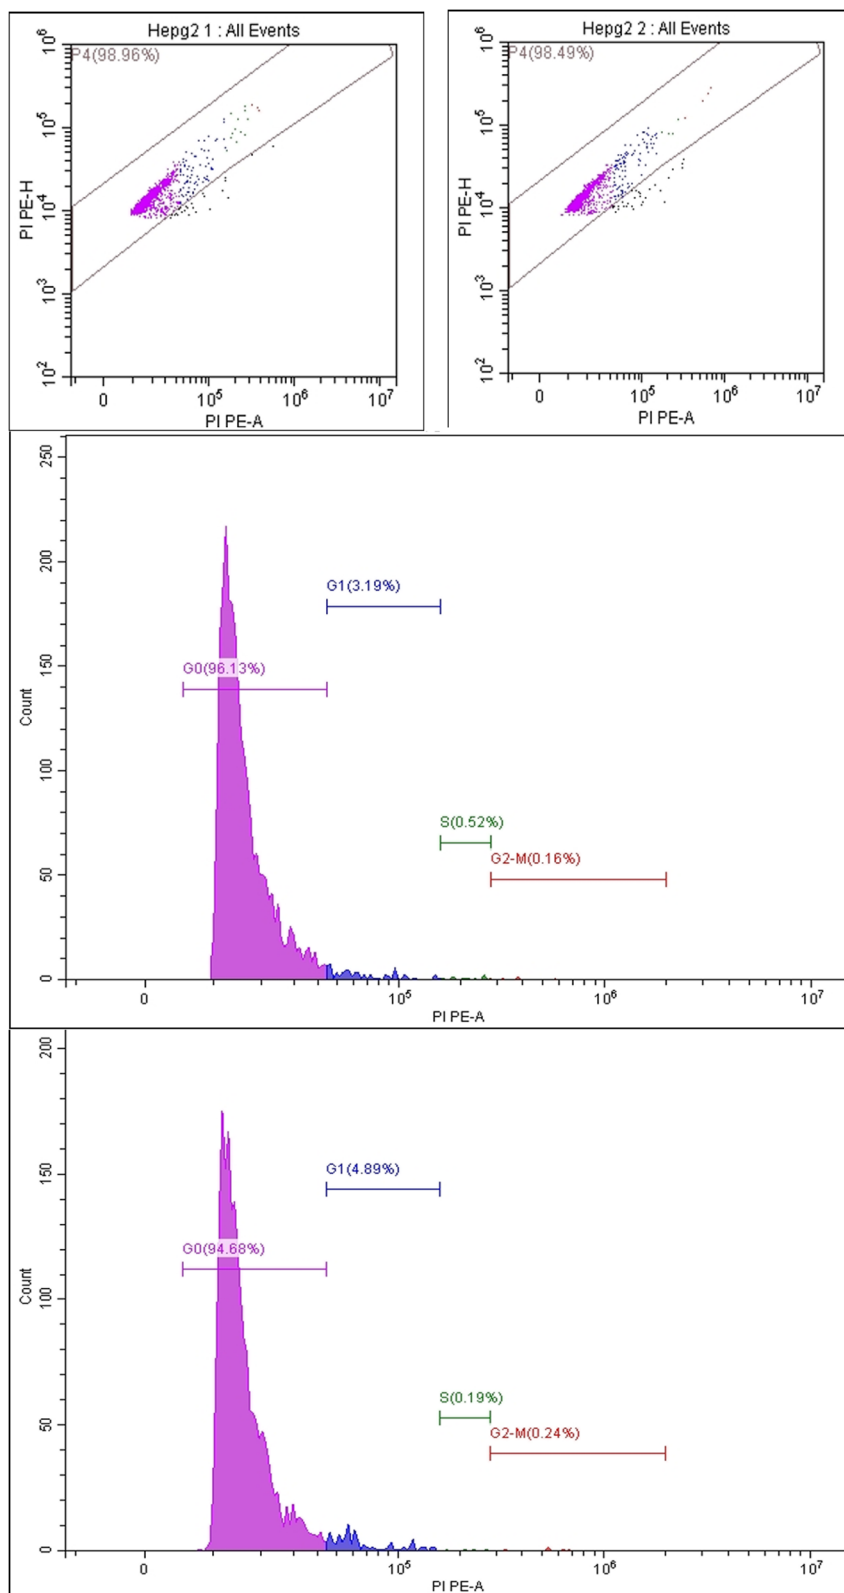 Hepg2 1 : All Events
P4(98.96%)
PI PE-H
10^6
10^5
10^4
10^3
10^2
0 10^5 10^6 10^7
PI PE-A
Hepg2 2 : All Events
P4(98.49%)
PI PE-H
10^6
10^5
10^4
10^3
10^2
0 10^5 10^6 10^7
PI PE-A
250
200
150
100
50
0
Count
G1(3.19%)
G0(96.13%)
S(0.52%)
G2-M(0.16%)
0 10^5 10^6 10^7
PI PE-A
200
150
100
50
0
Count
G1(4.89%)
G0(94.68%)
S(0.19%)
G2-M(0.24%)
0 10^5 10^6 10^7
PI PE-A